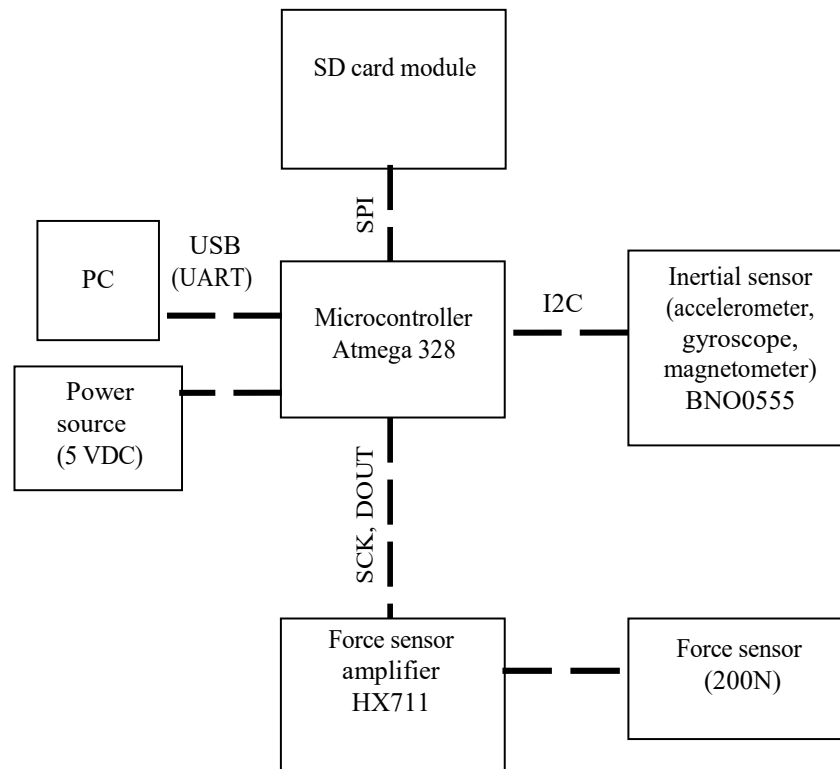 SD card module
SPI
PC
USB
(UART)
Microcontroller
Atmega 328
I2C
Inertial sensor
(accelerometer,
gyroscope,
magnetometer)
BNO0555
Power
source
(5 VDC)
SCK, DOUT
Force sensor
amplifier
HX711
Force sensor
(200N)